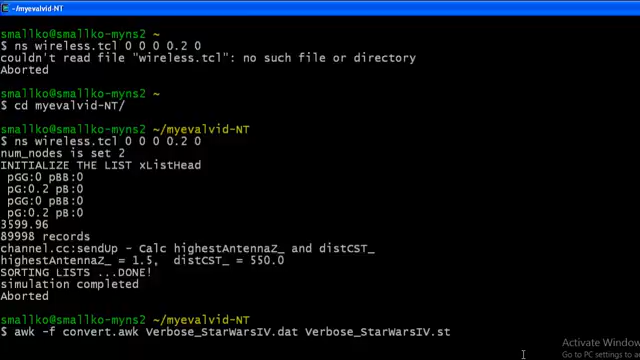 ~/myevalvid-NT
smallko@smallko-myns2 ~
$ ns wireless.tcl 0 0 0 0.2 0
couldn't read file "wireless.tcl": no such file or directory
Aborted
smallko@smallko-myns2 ~
$ cd myevalvid-NT/
smallko@smallko-myns2 ~/myevalvid-NT
$ ns wireless.tcl 0 0 0 0.2 0
num_nodes is set 2
INITIALIZE THE LIST xListHead
pGG:0 pBB:0
pG:0.2 pB:0
pGG:0 pBB:0
pG:0.2 pB:0
3599.96
89998 records
channel.cc:sendUp - Calc highestAntennaZ_ and distCST_
highestAntennaZ_ = 1.5, distCST_ = 550.0
SORTING LISTS ...DONE!
simulation completed
Aborted
smallko@smallko-myns2 ~/myevalvid-NT
$ awk -f convert.awk Verbose_StarWarsIV.dat Verbose_StarWarsIV.st
Activate Window
Go to PC settings to a